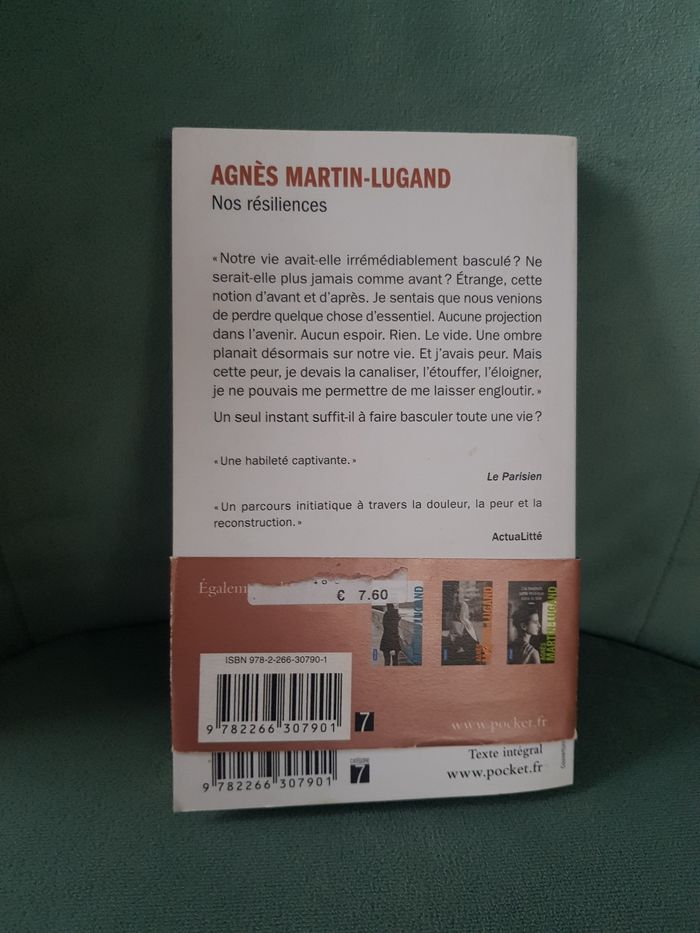 AGNÈS MARTIN-LUGAND
Nos résiliences
« Notre vie avait-elle irrémédiablement basculé ? Ne
serait-elle plus jamais comme avant ? Étrange, cette
notion d'avant et d'après. Je sentais que nous venions
de perdre quelque chose d'essentiel. Aucune projection
dans l'avenir. Aucun espoir. Rien. Le vide. Une ombre
planait désormais sur notre vie. Et j'avais peur. Mais
cette peur, je devais la canaliser, l'étouffer, l'éloigner,
je ne pouvais me permettre de me laisser engloutir. »
Un seul instant suffit-il à faire basculer toute une vie ?
« Une habileté captivante. »
Le Parisien
« Un parcours initiatique à travers la douleur, la peur et la
reconstruction. »
ActuaLitté
€ 7.60
LUGAND
MARTIN-LUGAND
ISBN 978-2-266-30790-1
9 782266 307901
7
www.pocket.fr
9 782266 307901
CATÉGORIE
7
Texte intégral
www.pocket.fr